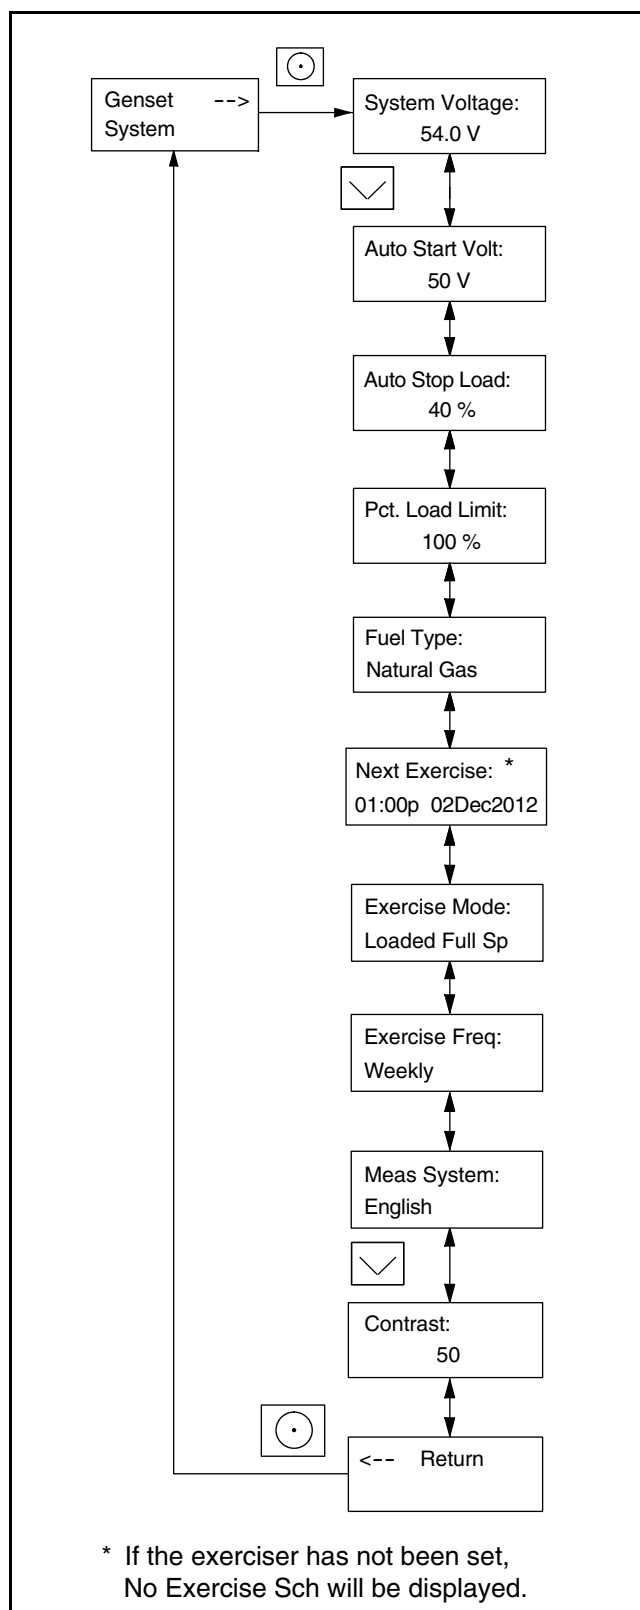 Genset -->
System
System Voltage:
54.0 V
Auto Start Volt:
50 V
Auto Stop Load:
40 %
Pct. Load Limit:
100 %
Fuel Type:
Natural Gas
Next Exercise: *
01:00p 02Dec2012
Exercise Mode:
Loaded Full Sp
Exercise Freq:
Weekly
Meas System:
English
Contrast:
50
<-- Return
* If the exerciser has not been set,
No Exercise Sch will be displayed.